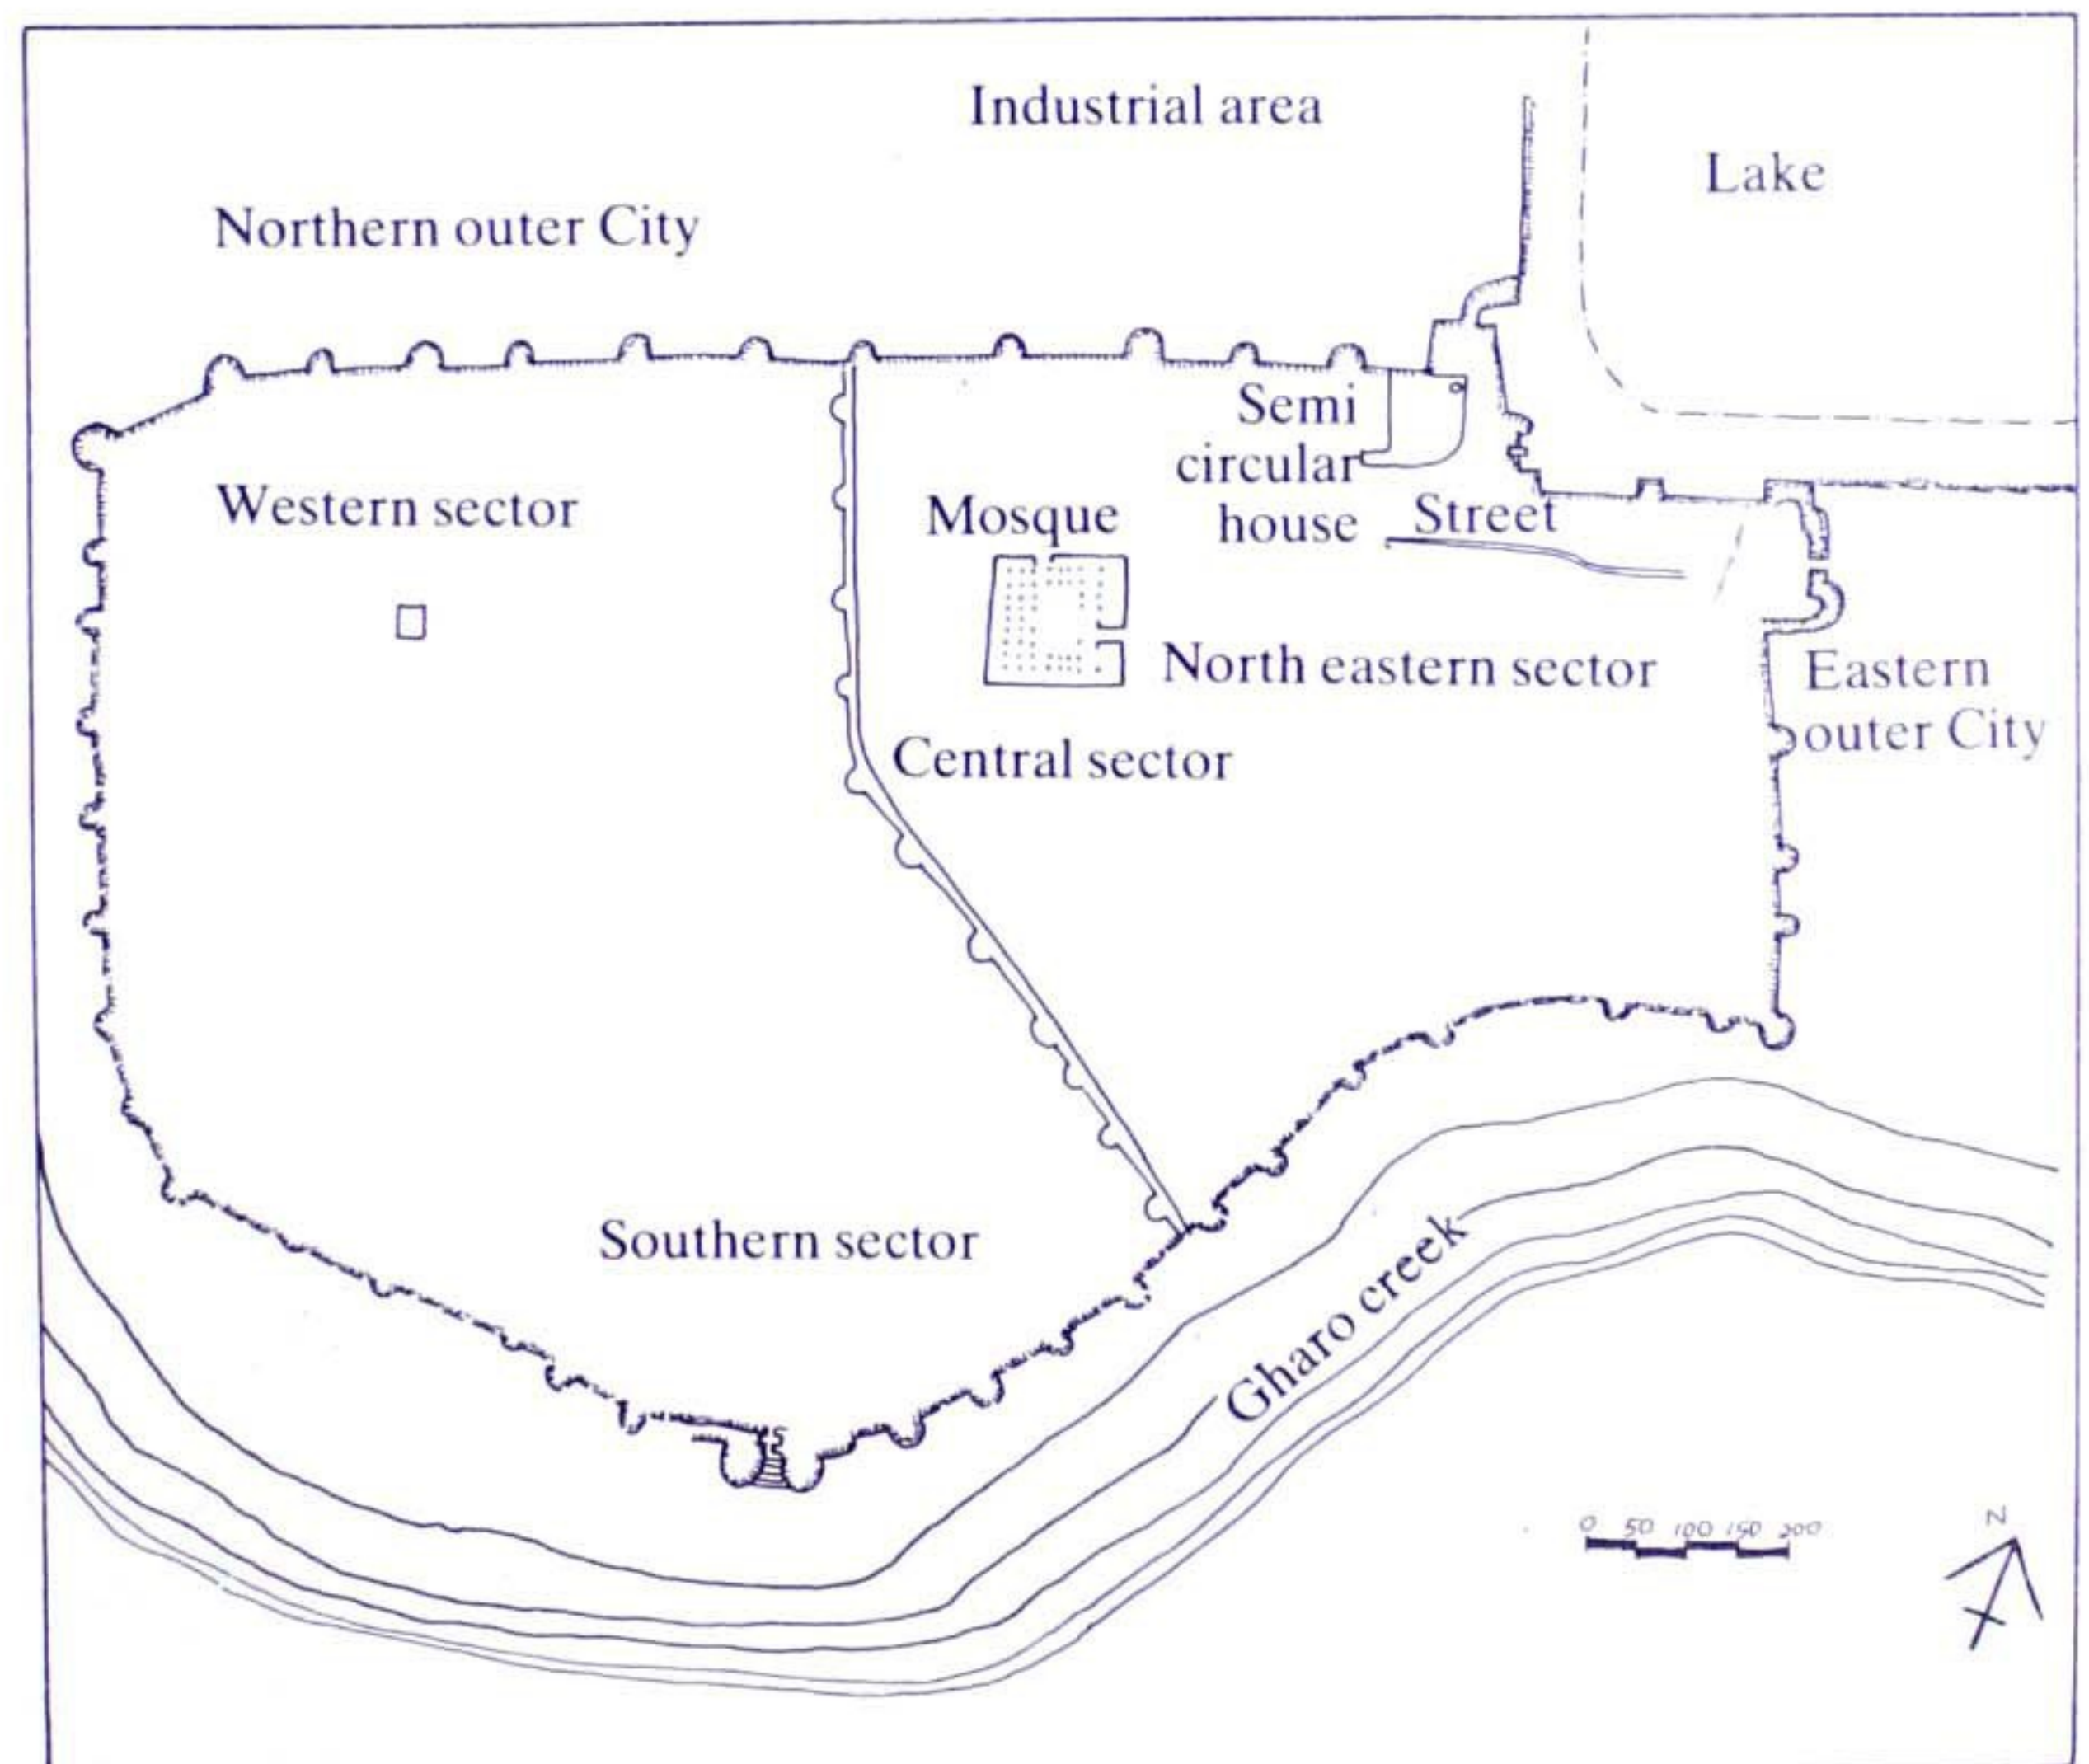 Industrial area
Lake
Northern outer City
Semi
circular
house
Street
Western sector
Mosque
North eastern sector
Eastern
outer City
Central sector
Southern sector
Gharo creek
0 50 100 150 200
N